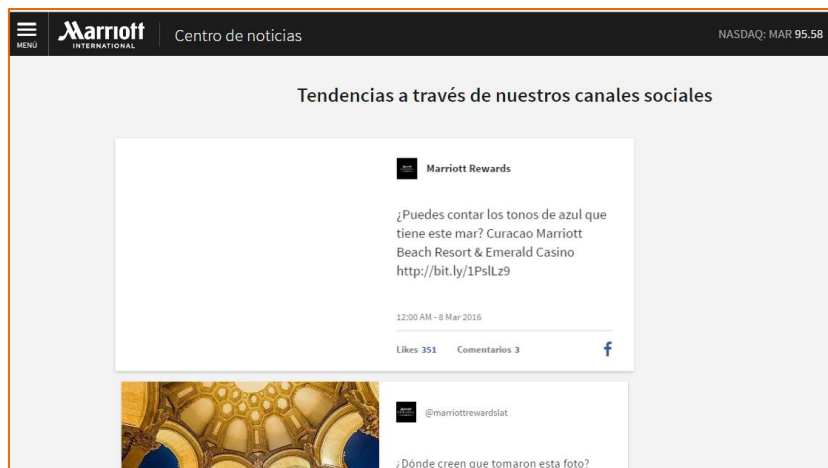 MENÚ
Marriott
INTERNATIONAL
Centro de noticias
NASDAQ: MAR 95.58
Tendencias a través de nuestros canales sociales
Marriott Rewards
¿Puedes contar los tonos de azul que
tiene este mar? Curacao Marriott
Beach Resort & Emerald Casino
http://bit.ly/1PslLz9
12:00 AM - 8 Mar 2016
Likes 351 Comentarios 3
@marriottrewardslat
¿Dónde creen que tomaron esta foto?